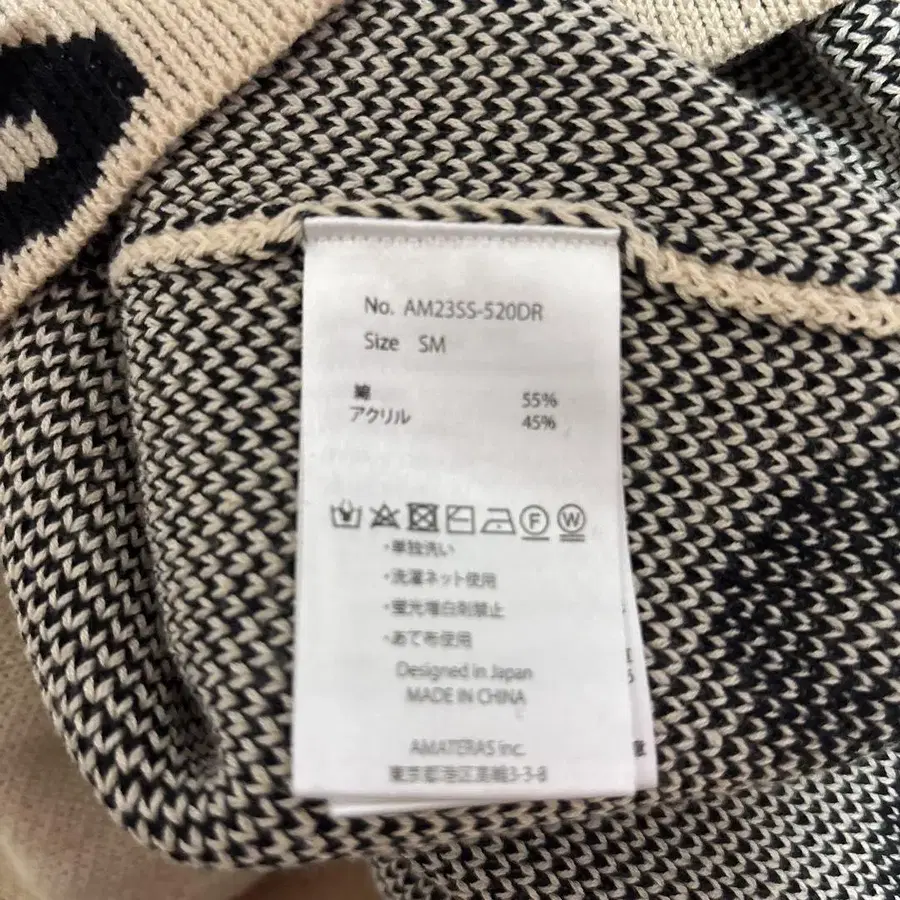 No. AM23SS-520DR
Size SM
綿 55%
アクリル 45%
F W
・単独洗い
・洗濯ネット使用
・蛍光増白剤禁止
・あて布使用
Designed in Japan
MADE IN CHINA
AMATERAS Inc.
東京都港区高輪3-3-8